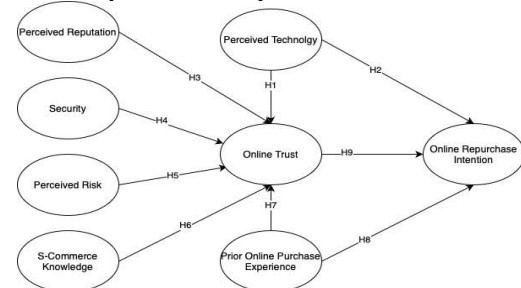 Perceived Reputation
Perceived Technolgy
H3
H1
H2
Security
H4
Online Trust
H9
Online Repurchase
Intention
Perceived Risk
H5
H6
H7
H8
S-Commerce
Knowledge
Prior Online Purchase
Experience